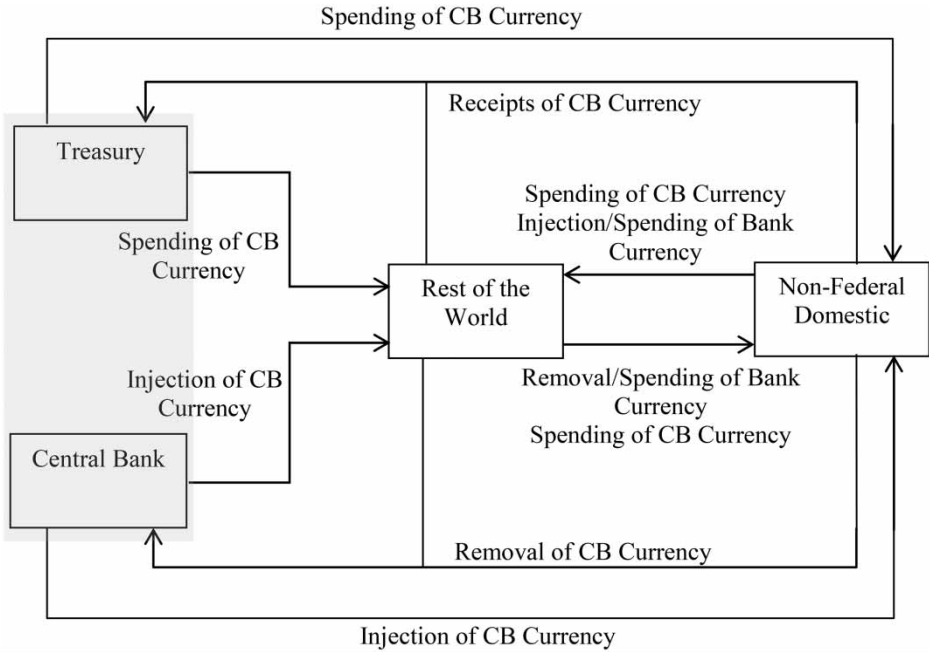 Spending of CB Currency
Receipts of CB Currency
Treasury
Spending of CB Currency
Injection/Spending of Bank
Currency
Spending of CB
Currency
Rest of the
World
Non-Federal
Domestic
Injection of CB
Currency
Removal/Spending of Bank
Currency
Spending of CB Currency
Central Bank
Removal of CB Currency
Injection of CB Currency